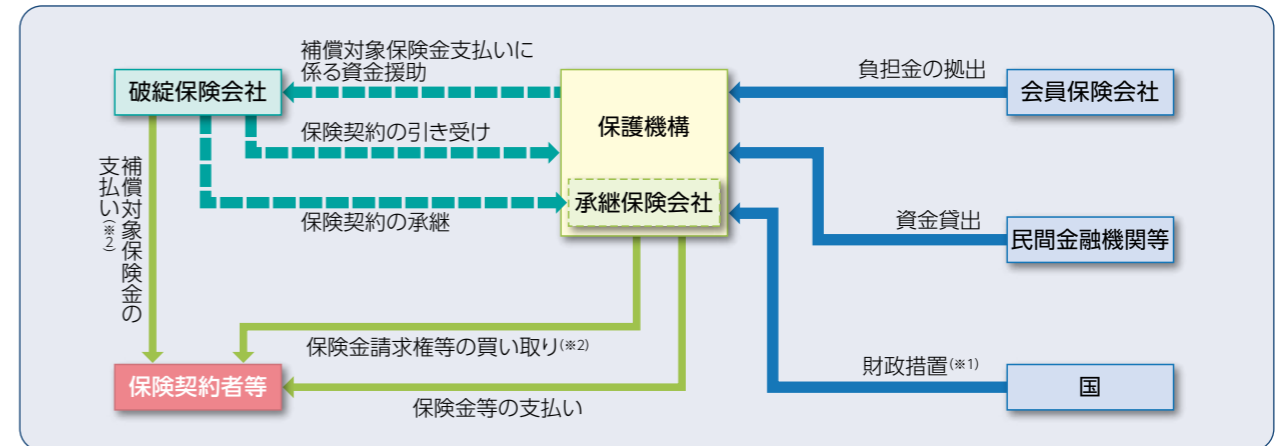 補償対象保険金支払いに
係る資金援助
破綻保険会社
保険契約の引き受け
保険契約の承継
補償対象保険金の
支払い(※2)
保護機構
承継保険会社
負担金の拠出
会員保険会社
資金貸出
民間金融機関等
財政措置(※1)
国
保険金請求権等の買い取り(※2)
保険契約者等
保険金等の支払い